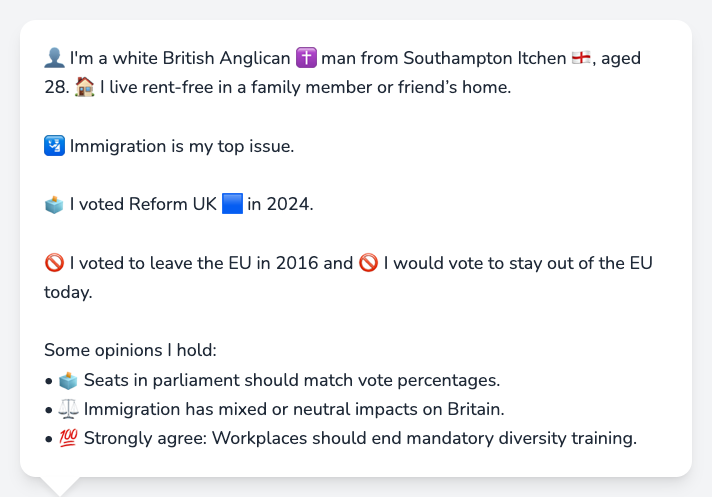 👤 I'm a white British Anglican ✝️ man from Southampton Itchen 🏴󠁧󠁢󠁥󠁮󠁧󠁿, aged
28. 🏠 I live rent-free in a family member or friend's home.
🛂 Immigration is my top issue.
🗳️ I voted Reform UK 🟦 in 2024.
🚫 I voted to leave the EU in 2016 and 🚫 I would vote to stay out of the EU
today.
Some opinions I hold:
• 🗳️ Seats in parliament should match vote percentages.
• ⚖️ Immigration has mixed or neutral impacts on Britain.
• 💯 Strongly agree: Workplaces should end mandatory diversity training.